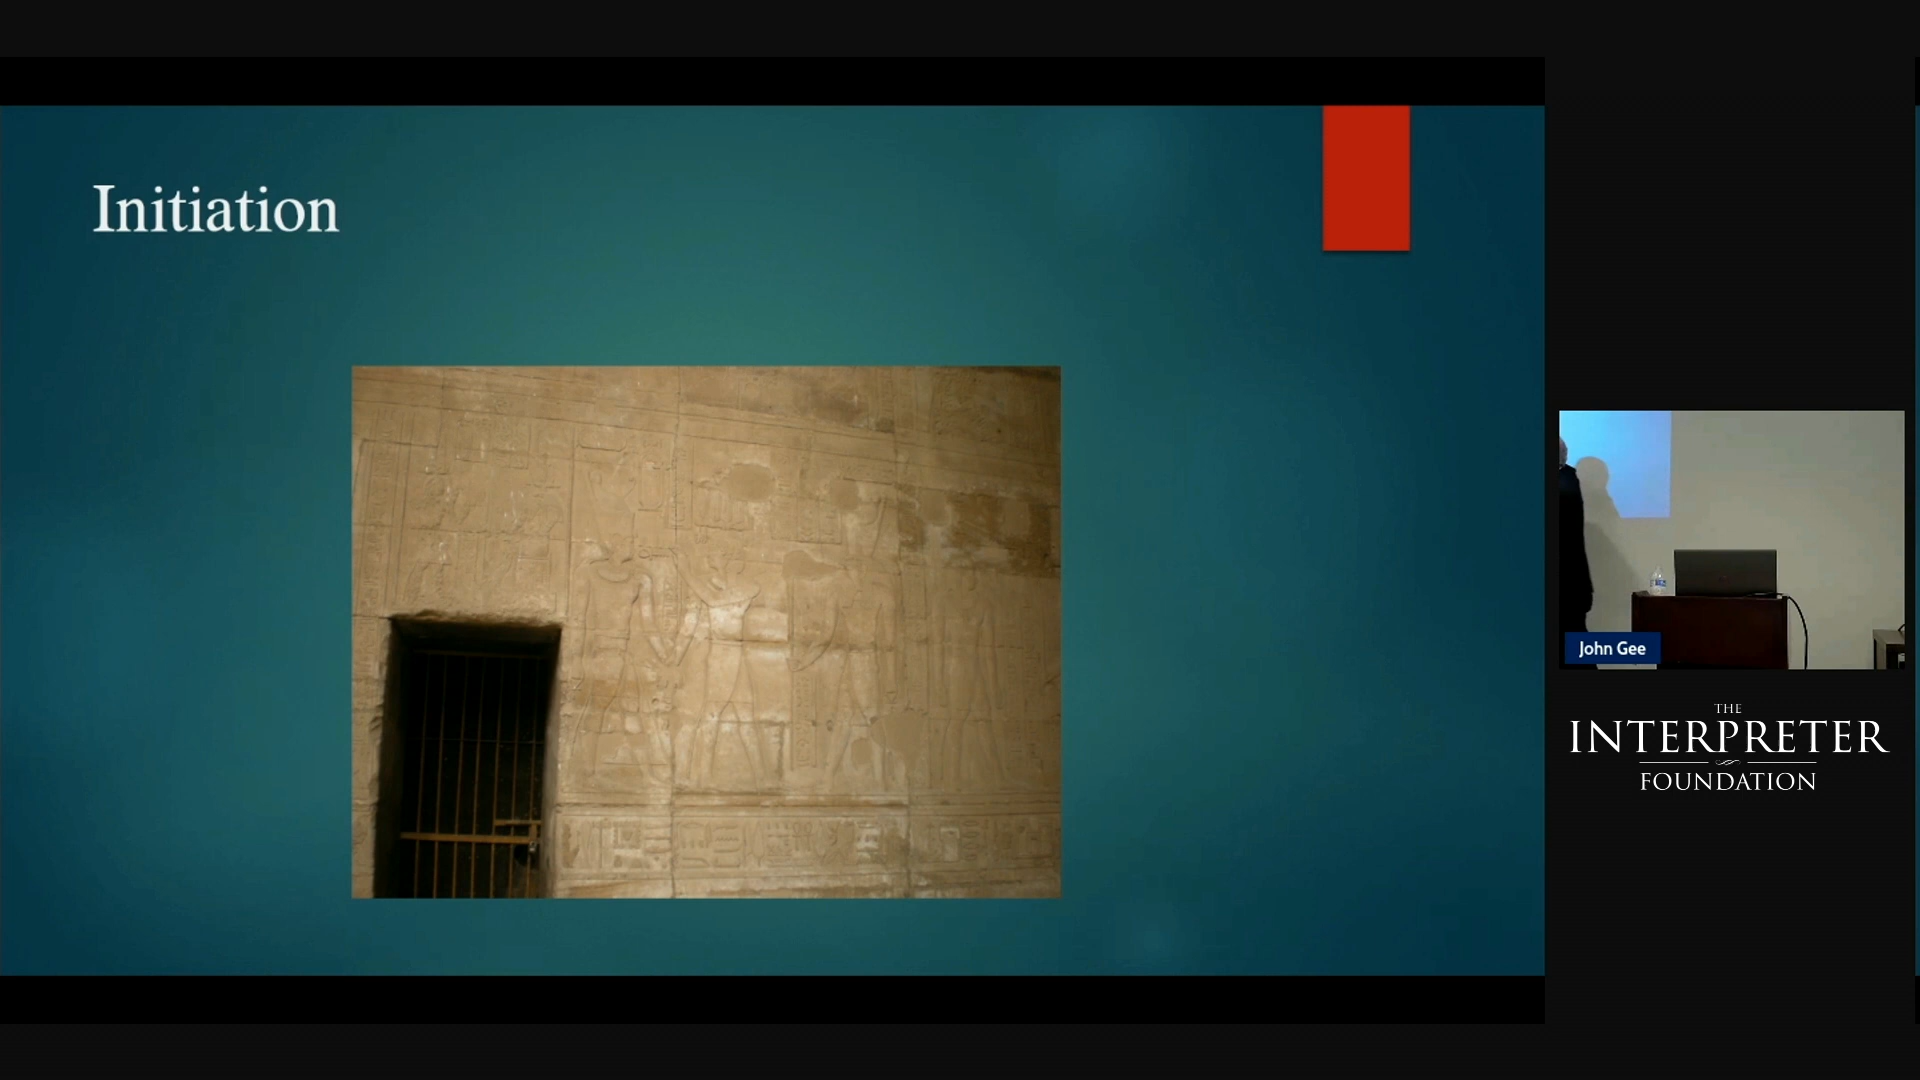 Initiation
John Gee
THE
INTERPRETER
FOUNDATION